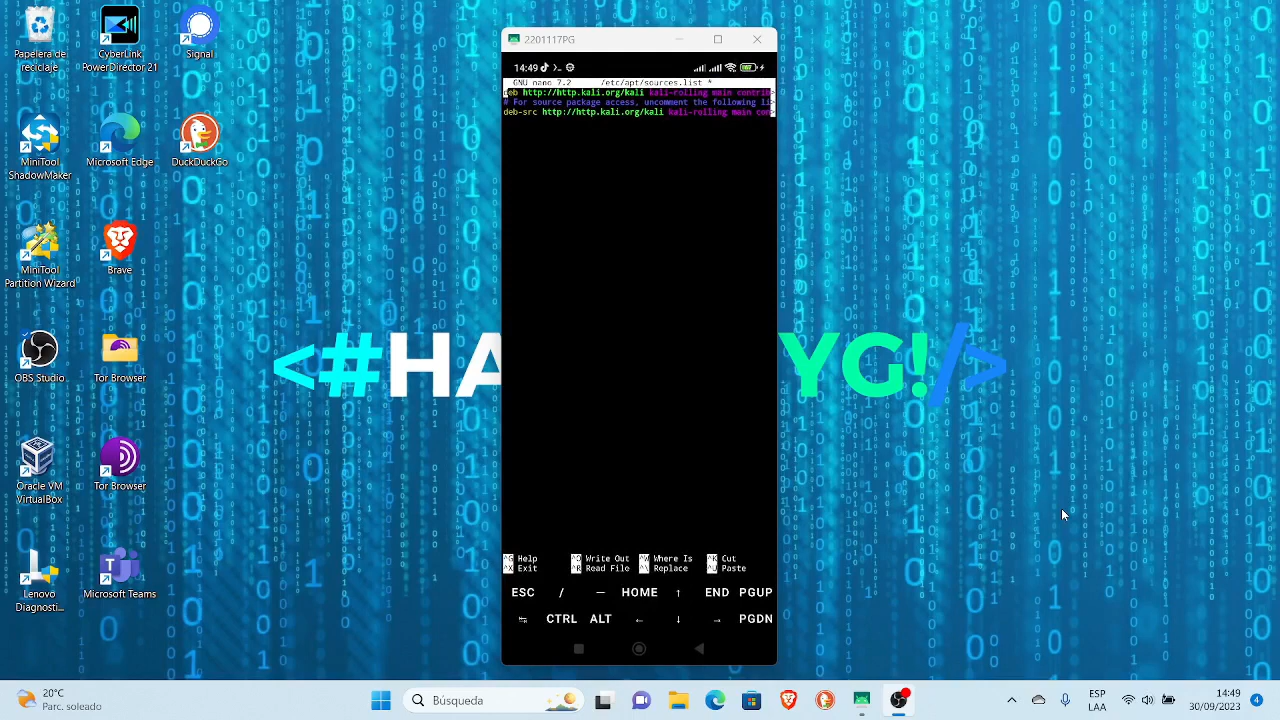 Papelera de
reciclaje
CyberLink
PowerDirector 21
Signal
MiniTool
ShadowMaker
Microsoft Edge
DuckDuckGo
MiniTool
Partition Wizard
Brave
OBS Studio
Tor Browser
Oracle VM
VirtualBox
Tor Browser
Lenovo...
Microsoft Teams
<#HA
YG!/>
2201117PG
14:49
GNU nano 7.2 /etc/apt/sources.list *
deb http://http.kali.org/kali kali-rolling main contrib>
# For source package access, uncomment the following li>
deb-src http://http.kali.org/kali kali-rolling main con>
^G Help ^O Write Out ^W Where Is ^K Cut
^X Exit ^R Read File ^\ Replace ^U Paste
ESC / — HOME ↑ END PGUP
↹ CTRL ALT ← ↓ → PGDN
20°C
Parc. soleado
Búsqueda
ESP
LAA
14:49
30/09/2023
4